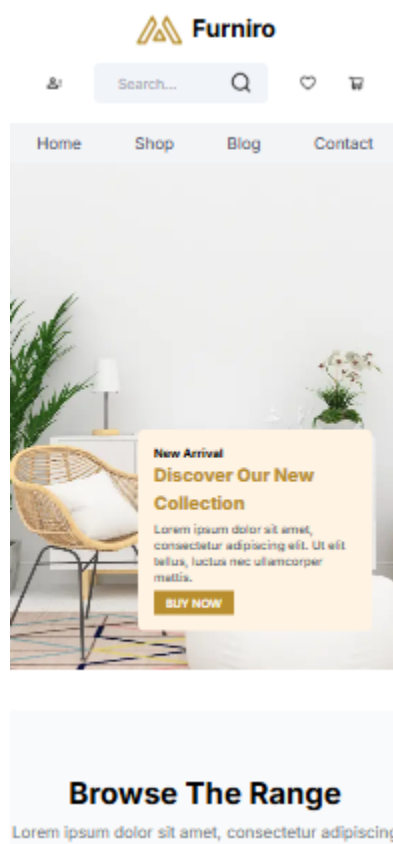 Furniro
Search...
Home Shop Blog Contact
New Arrival
Discover Our New
Collection
Lorem ipsum dolor sit amet,
consectetur adipiscing elit. Ut elit
tellus, luctus nec ullamcorper
mattis.
BUY NOW
Browse The Range
Lorem ipsum dolor sit amet, consectetur adipiscing